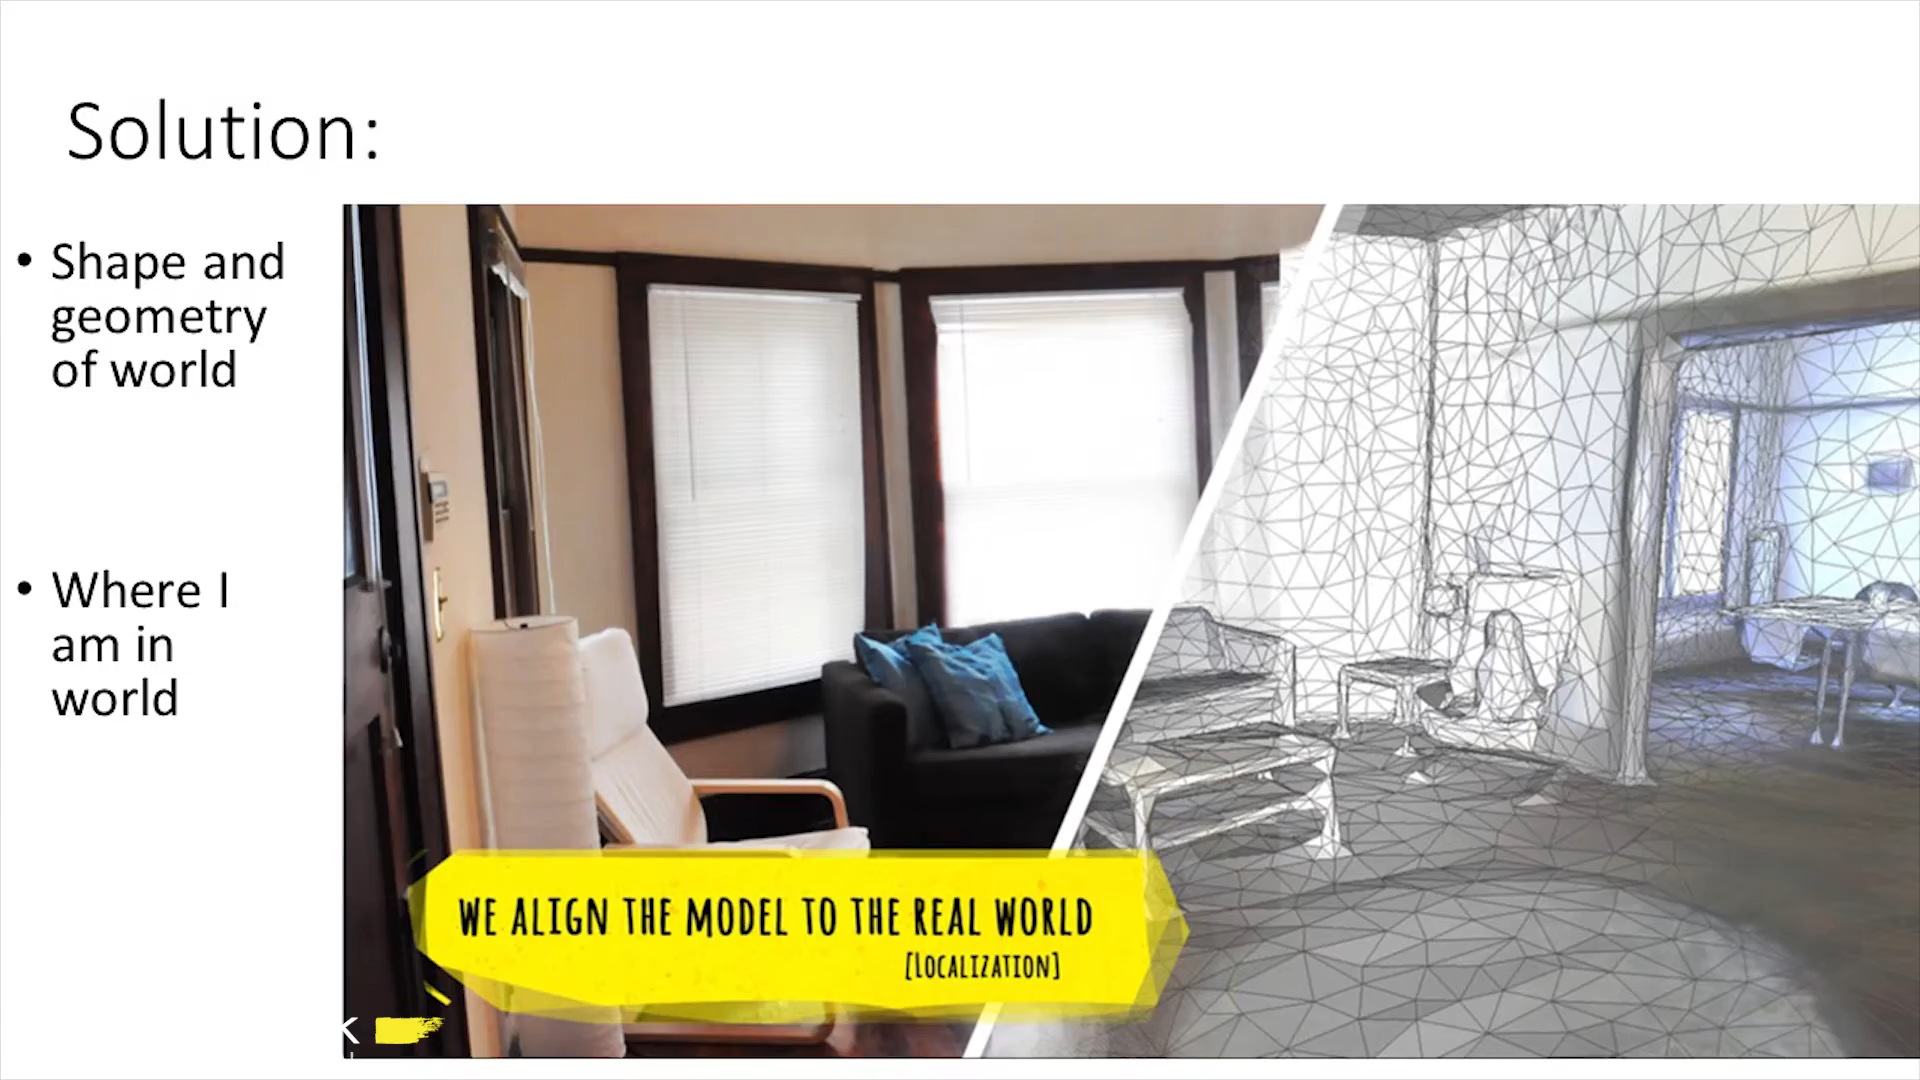 Solution:
• Shape and
geometry
of world
• Where I
am in
world
WE ALIGN THE MODEL TO THE REAL WORLD
[LOCALIZATION]
K